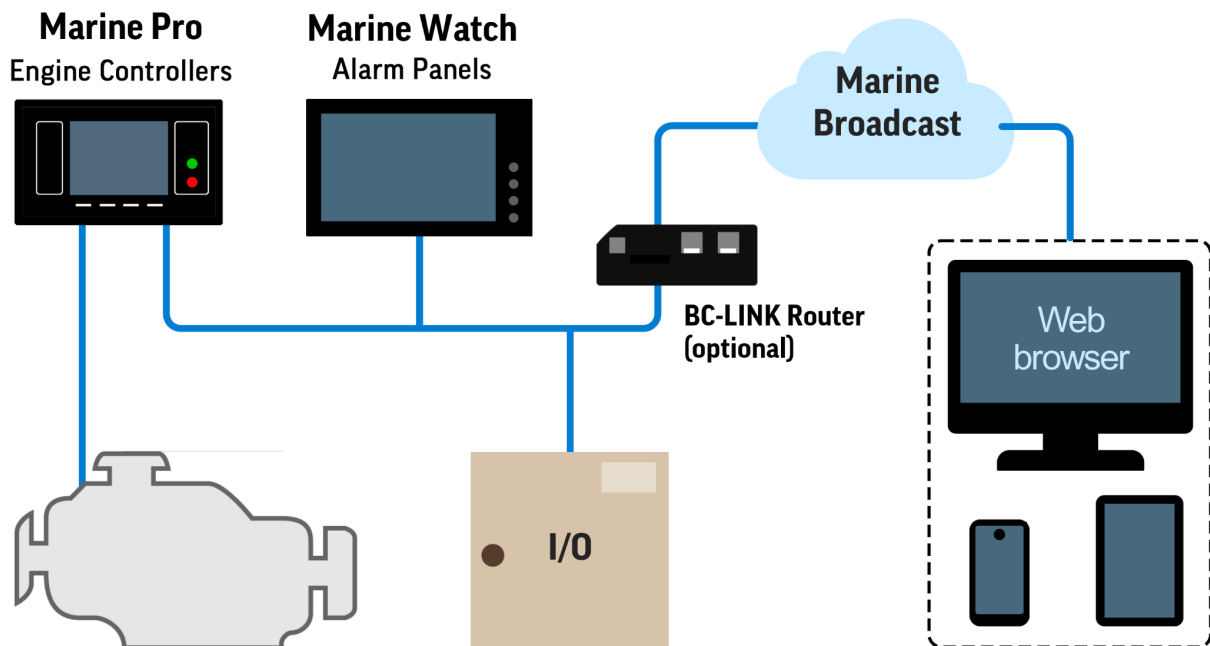 Marine Pro
Engine Controllers
Marine Watch
Alarm Panels
Marine
Broadcast
BC-LINK Router
(optional)
Web
browser
I/O